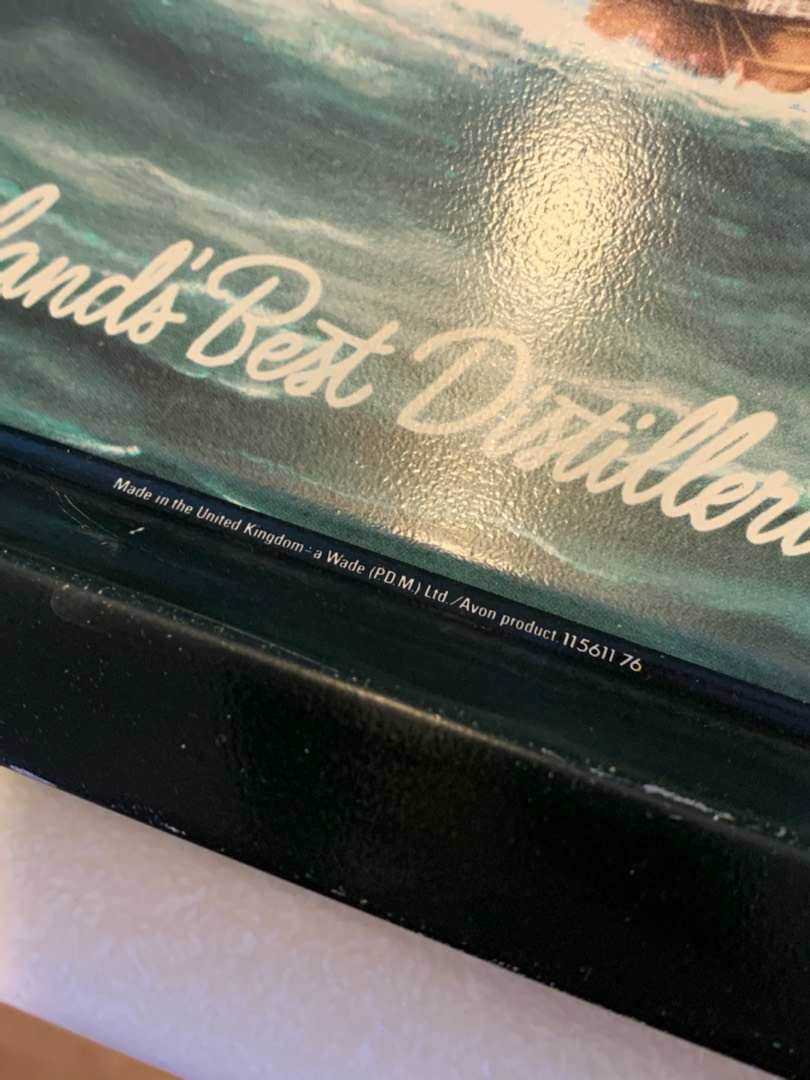 lands' Best Distiller
Made in the United Kingdom - a Wade (P.D.M.) Ltd./Avon product. 115611 76